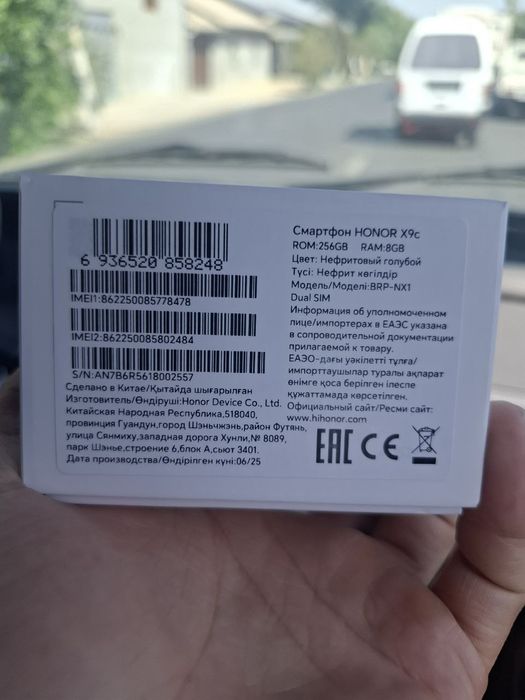 6 936520 858248
IMEI1:862250085778478
IMEI2:862250085802484
S/N:AN7B6R5618002557
Сделано в Китае/Қытайда шығарылған
Изготовитель/Өндіруші:Honor Device Co., Ltd.
Китайская Народная Республика,518040,
провинция Гуандун,город Шэньчжэнь,район Футянь,
улица Сянмиху,западная дорога Хунли,№ 8089,
парк Шанье,строение 6,блок А,сьют 3401.
Дата производства/Өндірілген күні:06/25
Смартфон HONOR X9c
ROM:256GB RAM:8GB
Цвет: Нефритовый голубой
Түсі: Нефрит көгілдір
Модель/Моделі:BRP-NX1
Dual SIM
Информация об уполномоченном
лице/импортерах в ЕАЭС указана
в сопроводительной документации
прилагаемой к товару.
ЕАЭО-дағы уәкілетті тұлға/
импорттаушылар туралы ақпарат
өнімге қоса берілген ілеспе
құжаттамада көрсетілген.
Официальный сайт/Ресми сайт:
www.hihonor.com
EAC CE